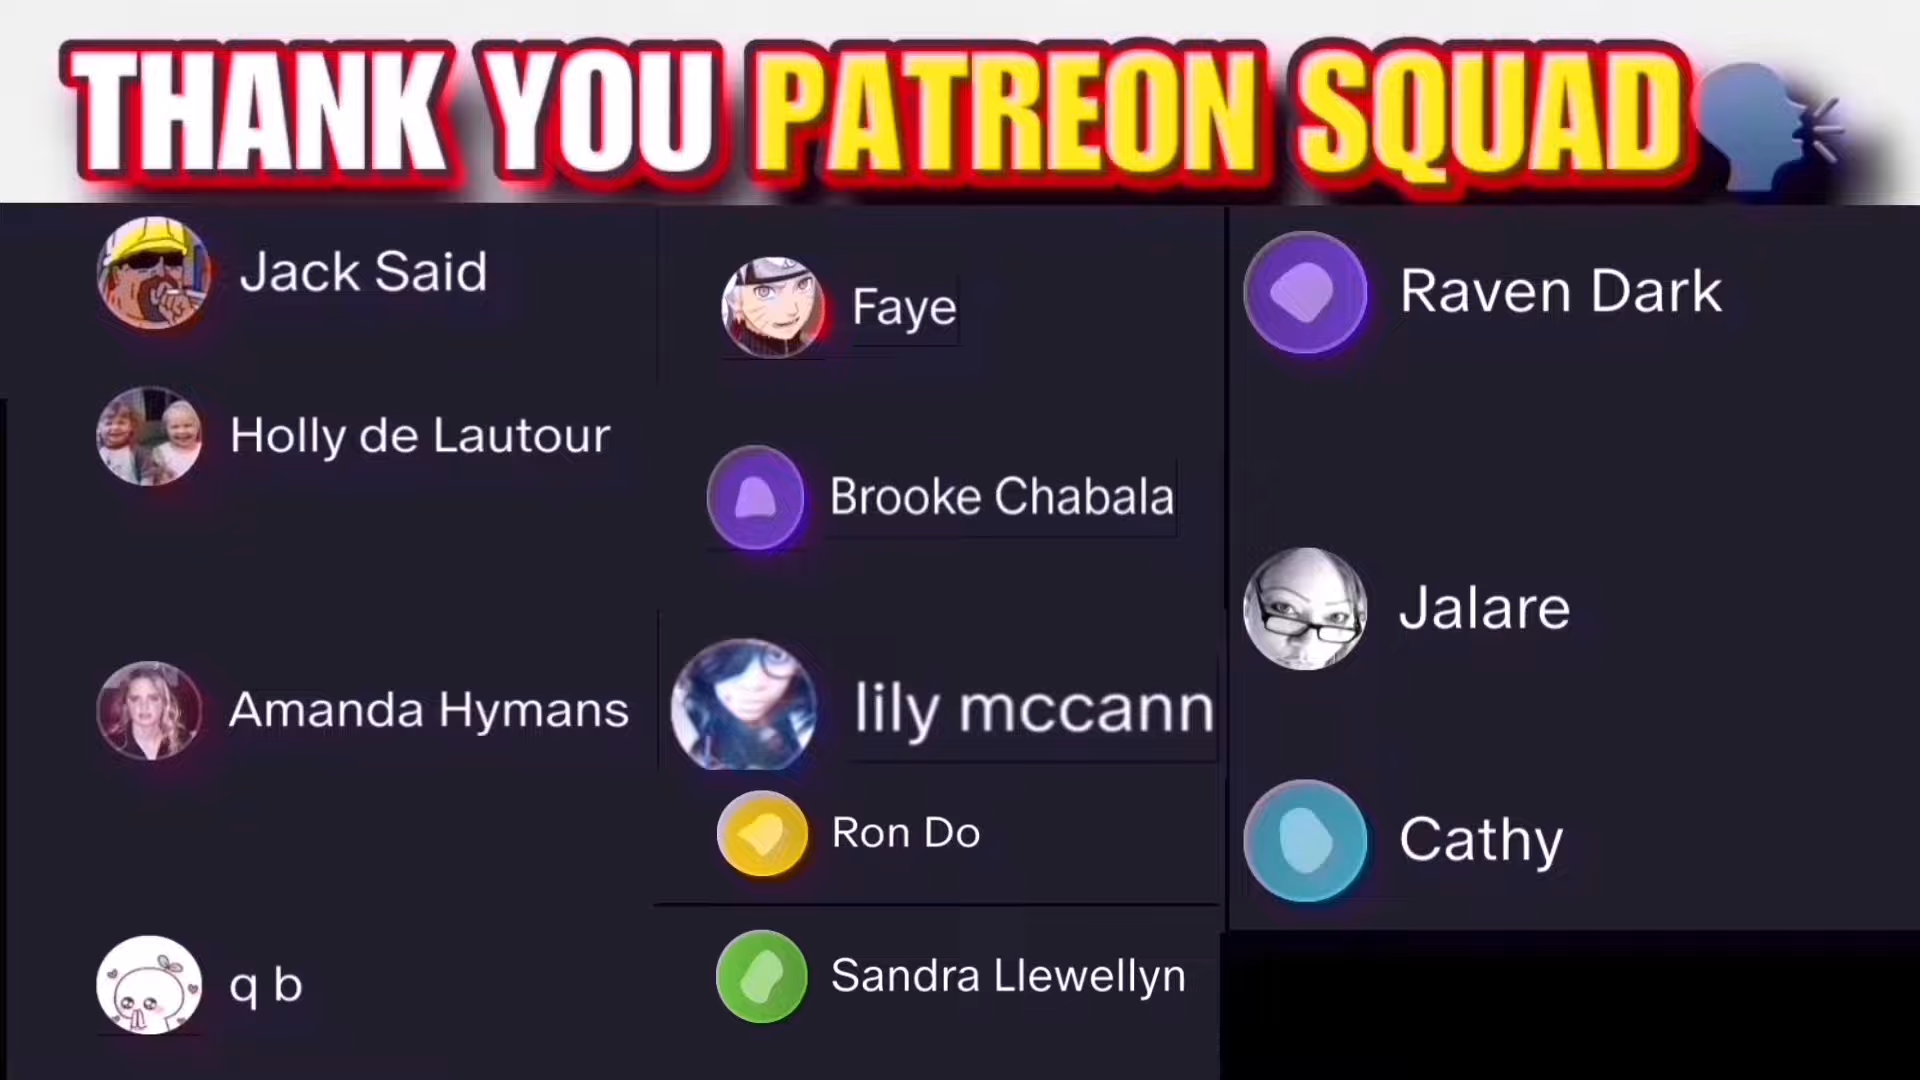 THANK YOU PATREON SQUAD
Jack Said
Holly de Lautour
Amanda Hymans
q b
Faye
Brooke Chabala
lily mccann
Ron Do
Sandra Llewellyn
Raven Dark
Jalare
Cathy